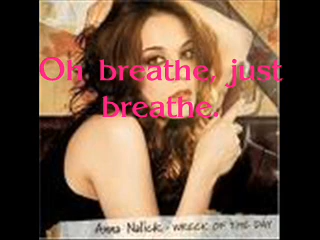 Oh breathe, just
breathe.
Anna Nalick · WRECK OF THE DAY